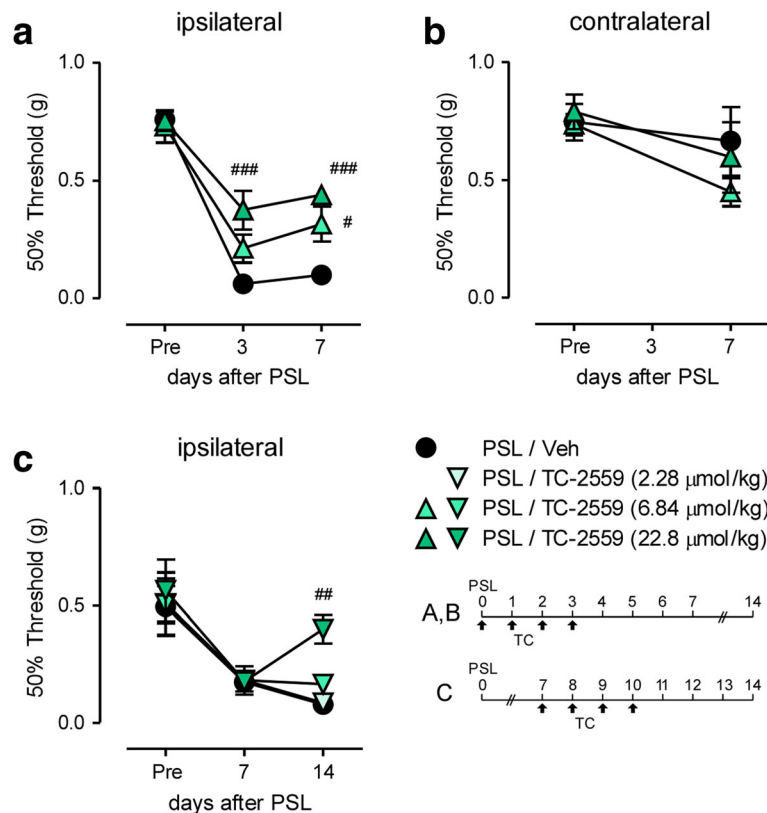 a
ipsilateral
1.0
0.5
0.0
50% Threshold (g)
###
###
#
Pre 3 7
days after PSL
b
contralateral
1.0
0.5
0.0
50% Threshold (g)
Pre 3 7
days after PSL
c
ipsilateral
1.0
0.5
0.0
50% Threshold (g)
##
Pre 7 14
days after PSL
PSL / Veh
PSL / TC-2559 (2.28 μmol/kg)
PSL / TC-2559 (6.84 μmol/kg)
PSL / TC-2559 (22.8 μmol/kg)
PSL
A,B 0 1 2 3 4 5 6 7 14
TC
PSL
C 0 7 8 9 10 11 12 13 14
TC